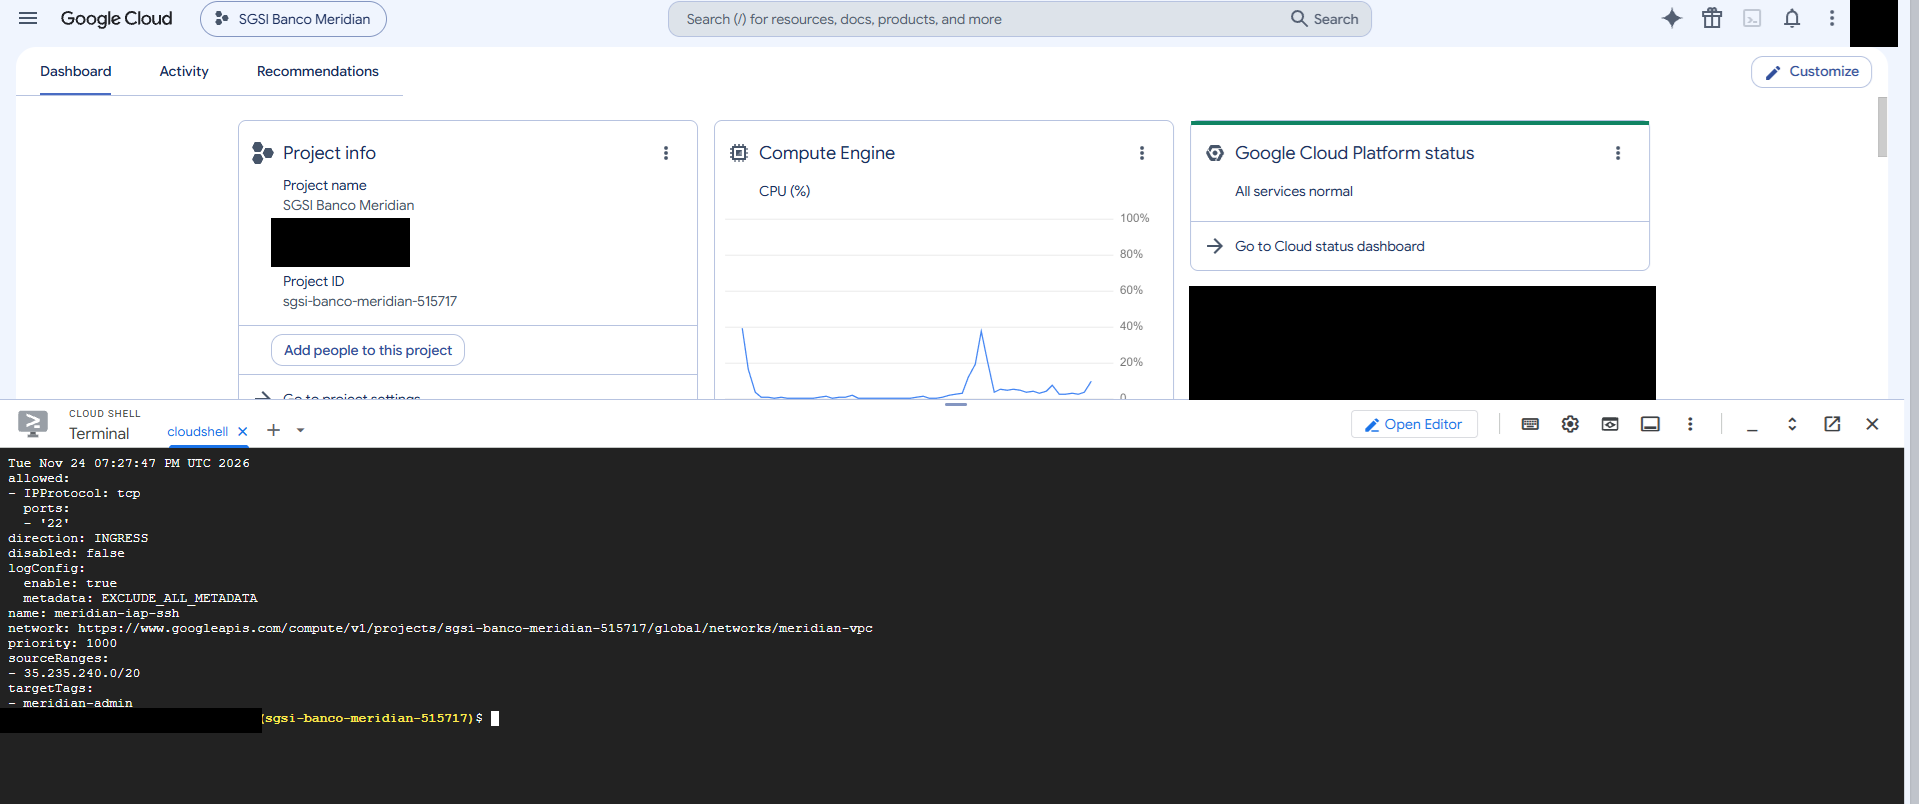 Google Cloud
SGSI Banco Meridian
Search (/) for resources, docs, products, and more
Search
Dashboard
Activity
Recommendations
Customize
Project info
Project name
SGSI Banco Meridian
Project ID
sgsi-banco-meridian-515717
Add people to this project
Go to project settings
Compute Engine
CPU (%)
100%
80%
60%
40%
20%
0
Google Cloud Platform status
All services normal
Go to Cloud status dashboard
CLOUD SHELL
Terminal
cloudshell
Open Editor
Tue Nov 24 07:27:47 PM UTC 2026
allowed:
- IPProtocol: tcp
  ports:
  - '22'
direction: INGRESS
disabled: false
logConfig:
  enable: true
  metadata: EXCLUDE_ALL_METADATA
name: meridian-iap-ssh
network: https://www.googleapis.com/compute/v1/projects/sgsi-banco-meridian-515717/global/networks/meridian-vpc
priority: 1000
sourceRanges:
- 35.235.240.0/20
targetTags:
- meridian-admin
(sgsi-banco-meridian-515717)$